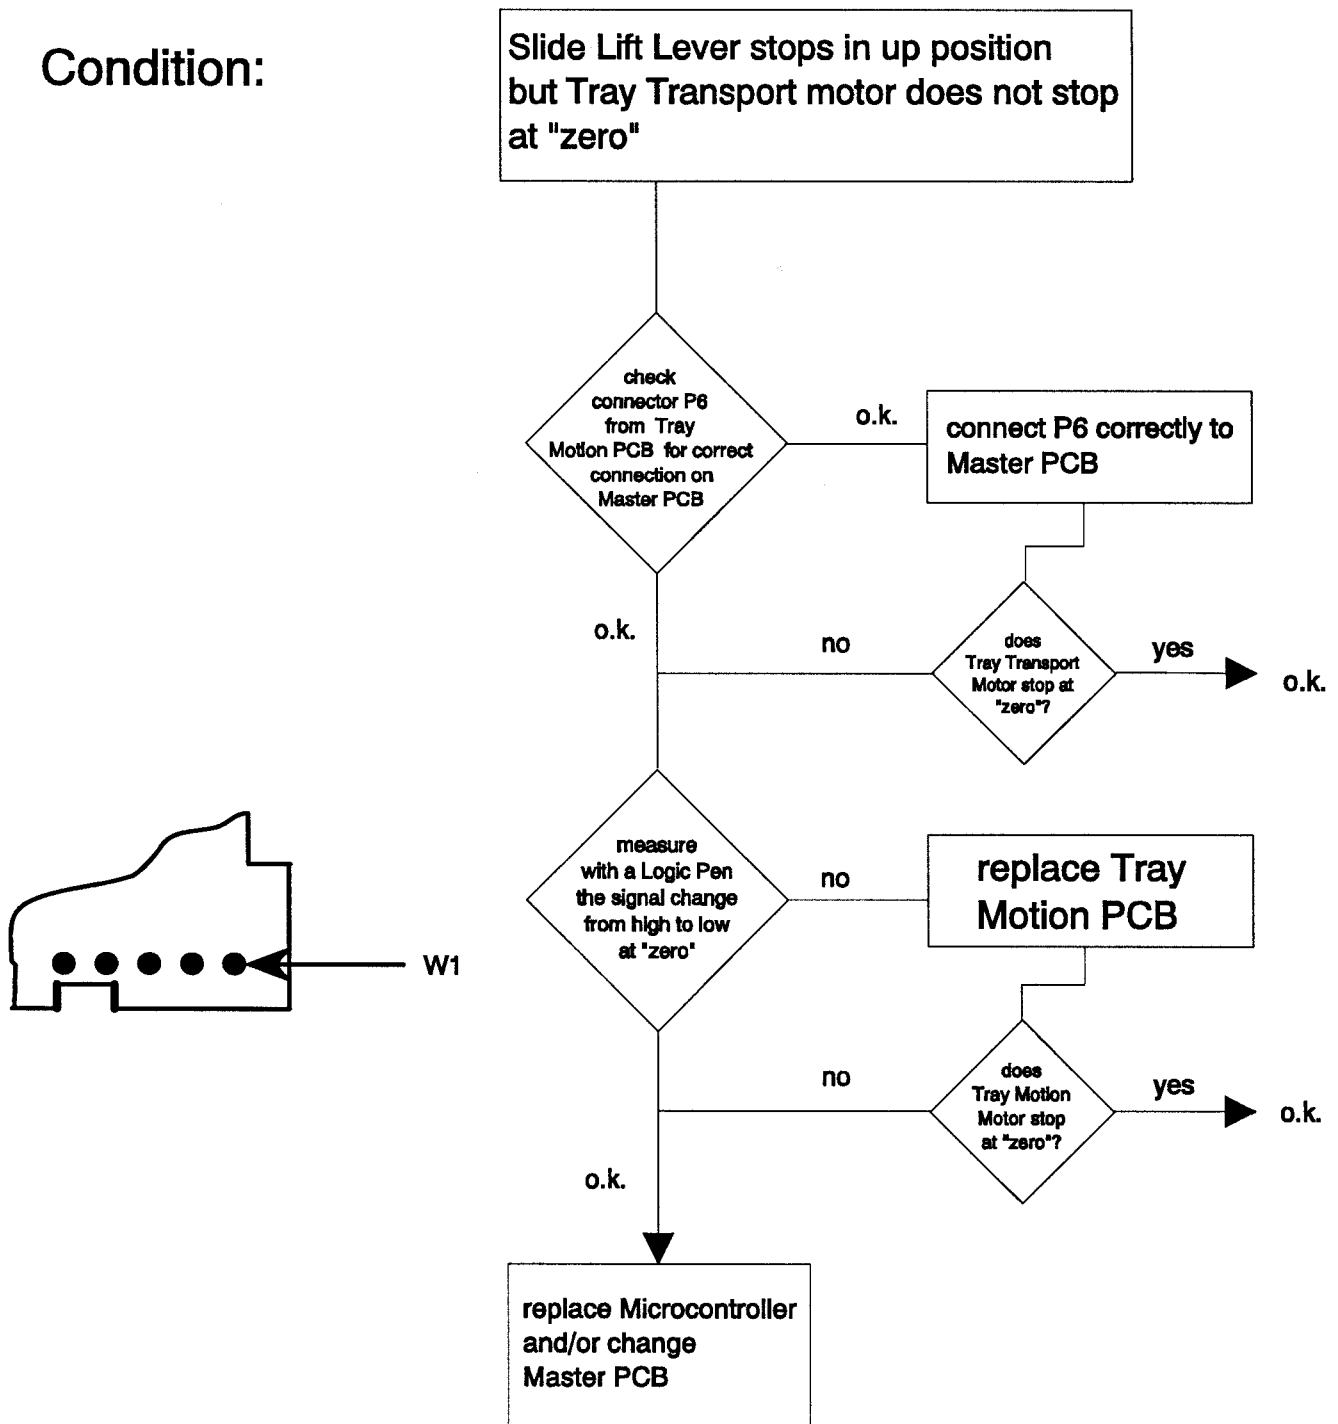 Condition:
Slide Lift Lever stops in up position
but Tray Transport motor does not stop
at "zero"
check
connector P6
from Tray
Motion PCB for correct
connection on
Master PCB
o.k.
connect P6 correctly to
Master PCB
o.k.
no
does
Tray Transport
Motor stop at
"zero"?
yes
o.k.
measure
with a Logic Pen
the signal change
from high to low
at "zero"
no
replace Tray
Motion PCB
W1
no
does
Tray Motion
Motor stop
at "zero"?
yes
o.k.
o.k.
replace Microcontroller
and/or change
Master PCB